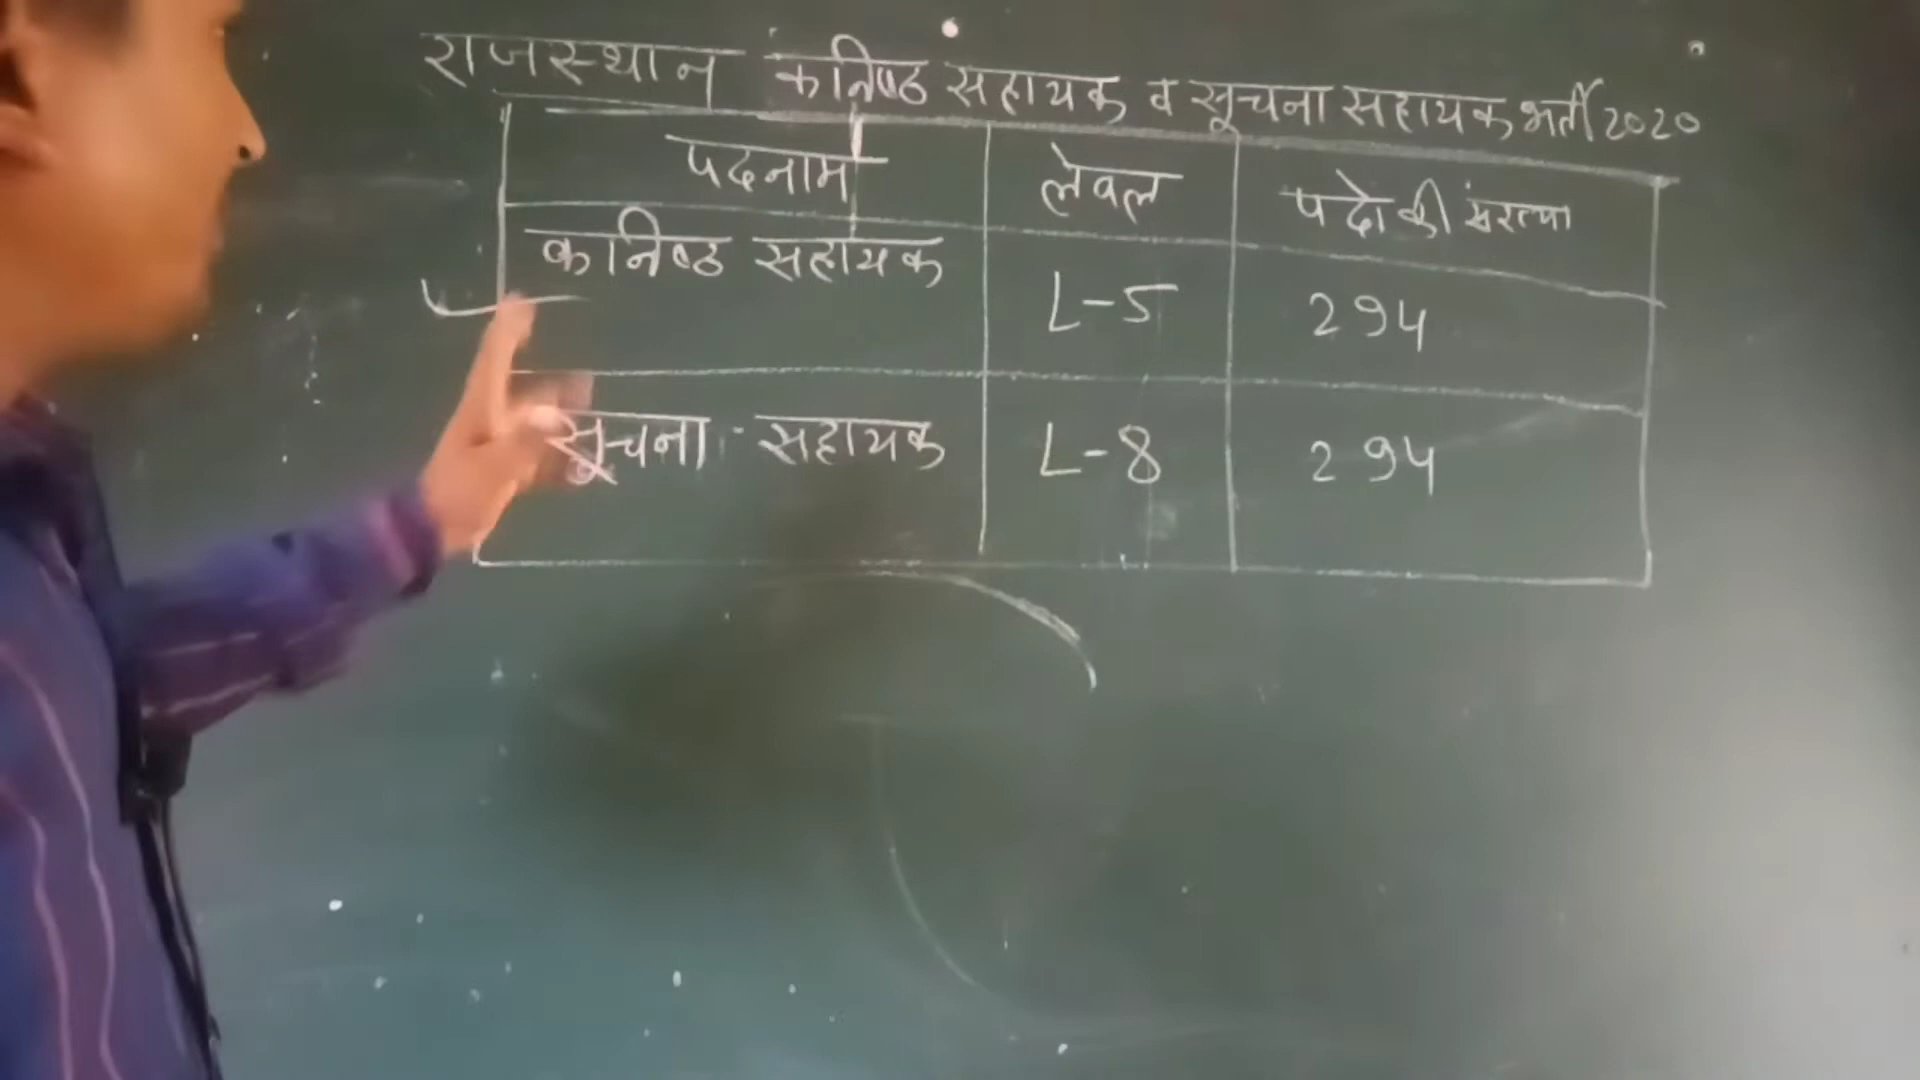 राजस्थान कनिष्ठ सहायक व सूचना सहायक भर्ती 2020
पदनाम लेवल पदो की संख्या
कनिष्ठ सहायक L-5 294
सूचना - सहायक L-8 294